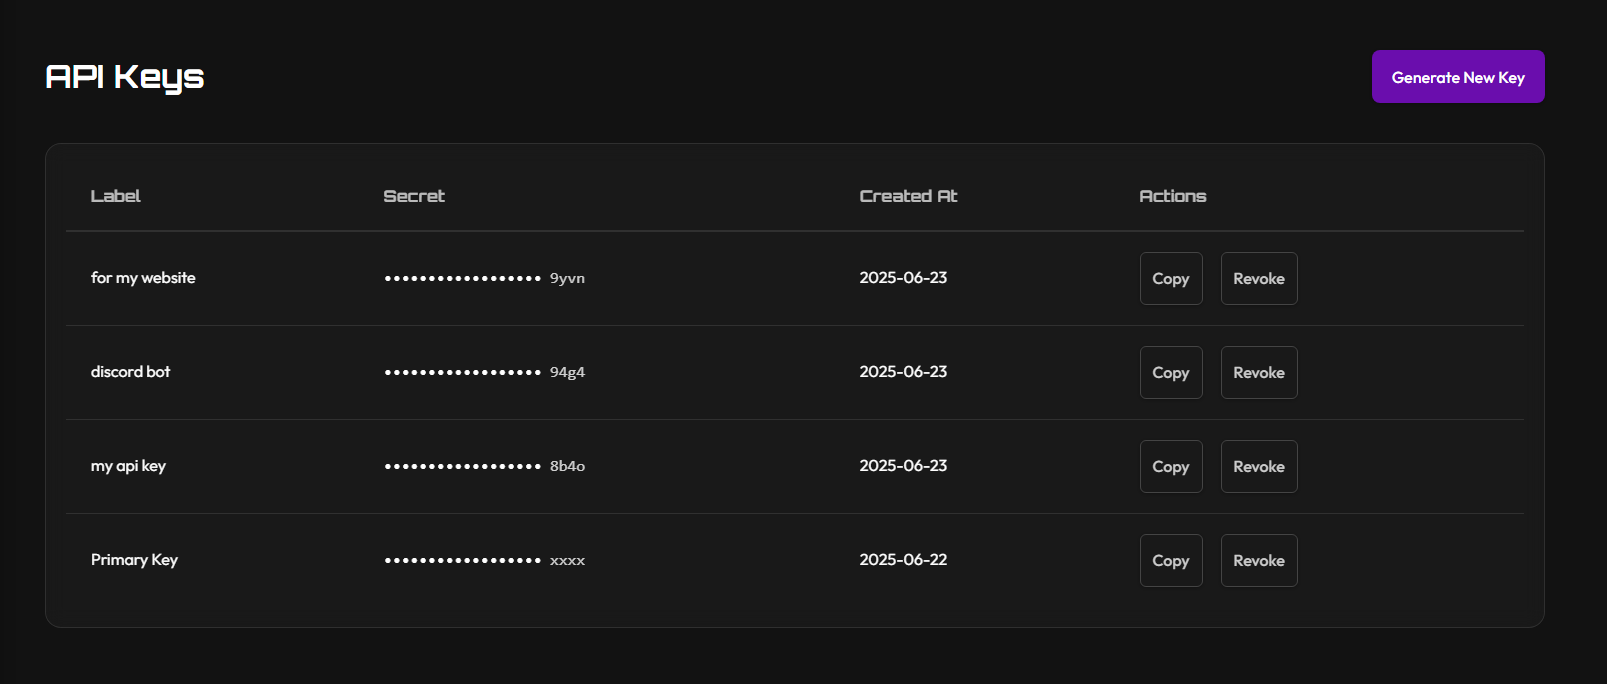 API Keys
Generate New Key
Label Secret Created At Actions
for my website ••••••••••••••••• 9yvn 2025-06-23 Copy Revoke
discord bot ••••••••••••••••• 94g4 2025-06-23 Copy Revoke
my api key ••••••••••••••••• 8b4o 2025-06-23 Copy Revoke
Primary Key ••••••••••••••••• xxxx 2025-06-22 Copy Revoke